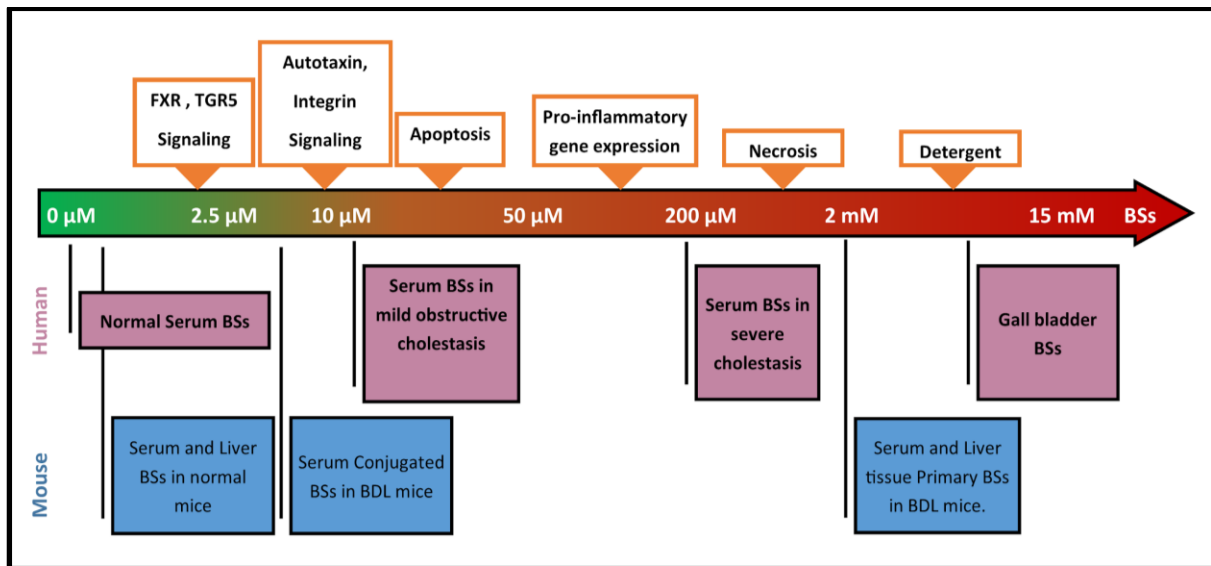 FXR , TGR5
Signaling
Autotaxin,
Integrin
Signaling
Apoptosis
Pro-inflammatory
gene expression
Necrosis
Detergent
0 µM 2.5 µM 10 µM 50 µM 200 µM 2 mM 15 mM BSs
Human
Normal Serum BSs
Serum BSs in
mild obstructive
cholestasis
Serum BSs in
severe
cholestasis
Gall bladder
BSs
Mouse
Serum and Liver
BSs in normal
mice
Serum Conjugated
BSs in BDL mice
Serum and Liver
tissue Primary BSs
in BDL mice.